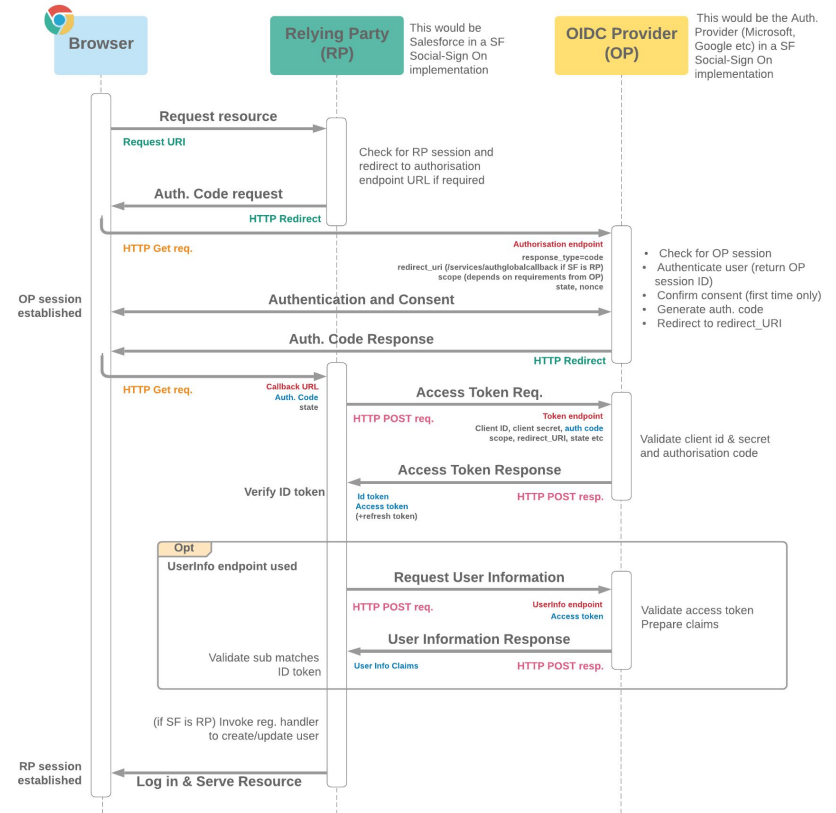 Browser
Relying Party
(RP)
This would be
Salesforce in a SF
Social-Sign On
implementation
OIDC Provider
(OP)
This would be the Auth.
Provider (Microsoft,
Google etc) in a SF
Social-Sign On
implementation
Request resource
Request URI
Check for RP session and
redirect to authorisation
endpoint URL if required
Auth. Code request
HTTP Redirect
HTTP Get req.
Authorisation endpoint
response_type=code
redirect_uri (/services/authglobalcallback if SF is RP)
scope (depends on requirements from OP)
state, nonce
• Check for OP session
• Authenticate user (return OP
session ID)
• Confirm consent (first time only)
• Generate auth. code
• Redirect to redirect_URI
OP session
established
Authentication and Consent
Auth. Code Response
HTTP Redirect
HTTP Get req.
Callback URL
Auth. Code
state
Access Token Req.
HTTP POST req.
Token endpoint
Client ID, client secret, auth code
scope, redirect_URI, state etc
Validate client id & secret
and authorisation code
Access Token Response
Verify ID token
Id token
Access token
(+refresh token)
HTTP POST resp.
Opt
UserInfo endpoint used
Request User Information
HTTP POST req.
UserInfo endpoint
Access token
Validate access token
Prepare claims
User Information Response
Validate sub matches
ID token
User Info Claims
HTTP POST resp.
(if SF is RP) Invoke reg. handler
to create/update user
RP session
established
Log in & Serve Resource